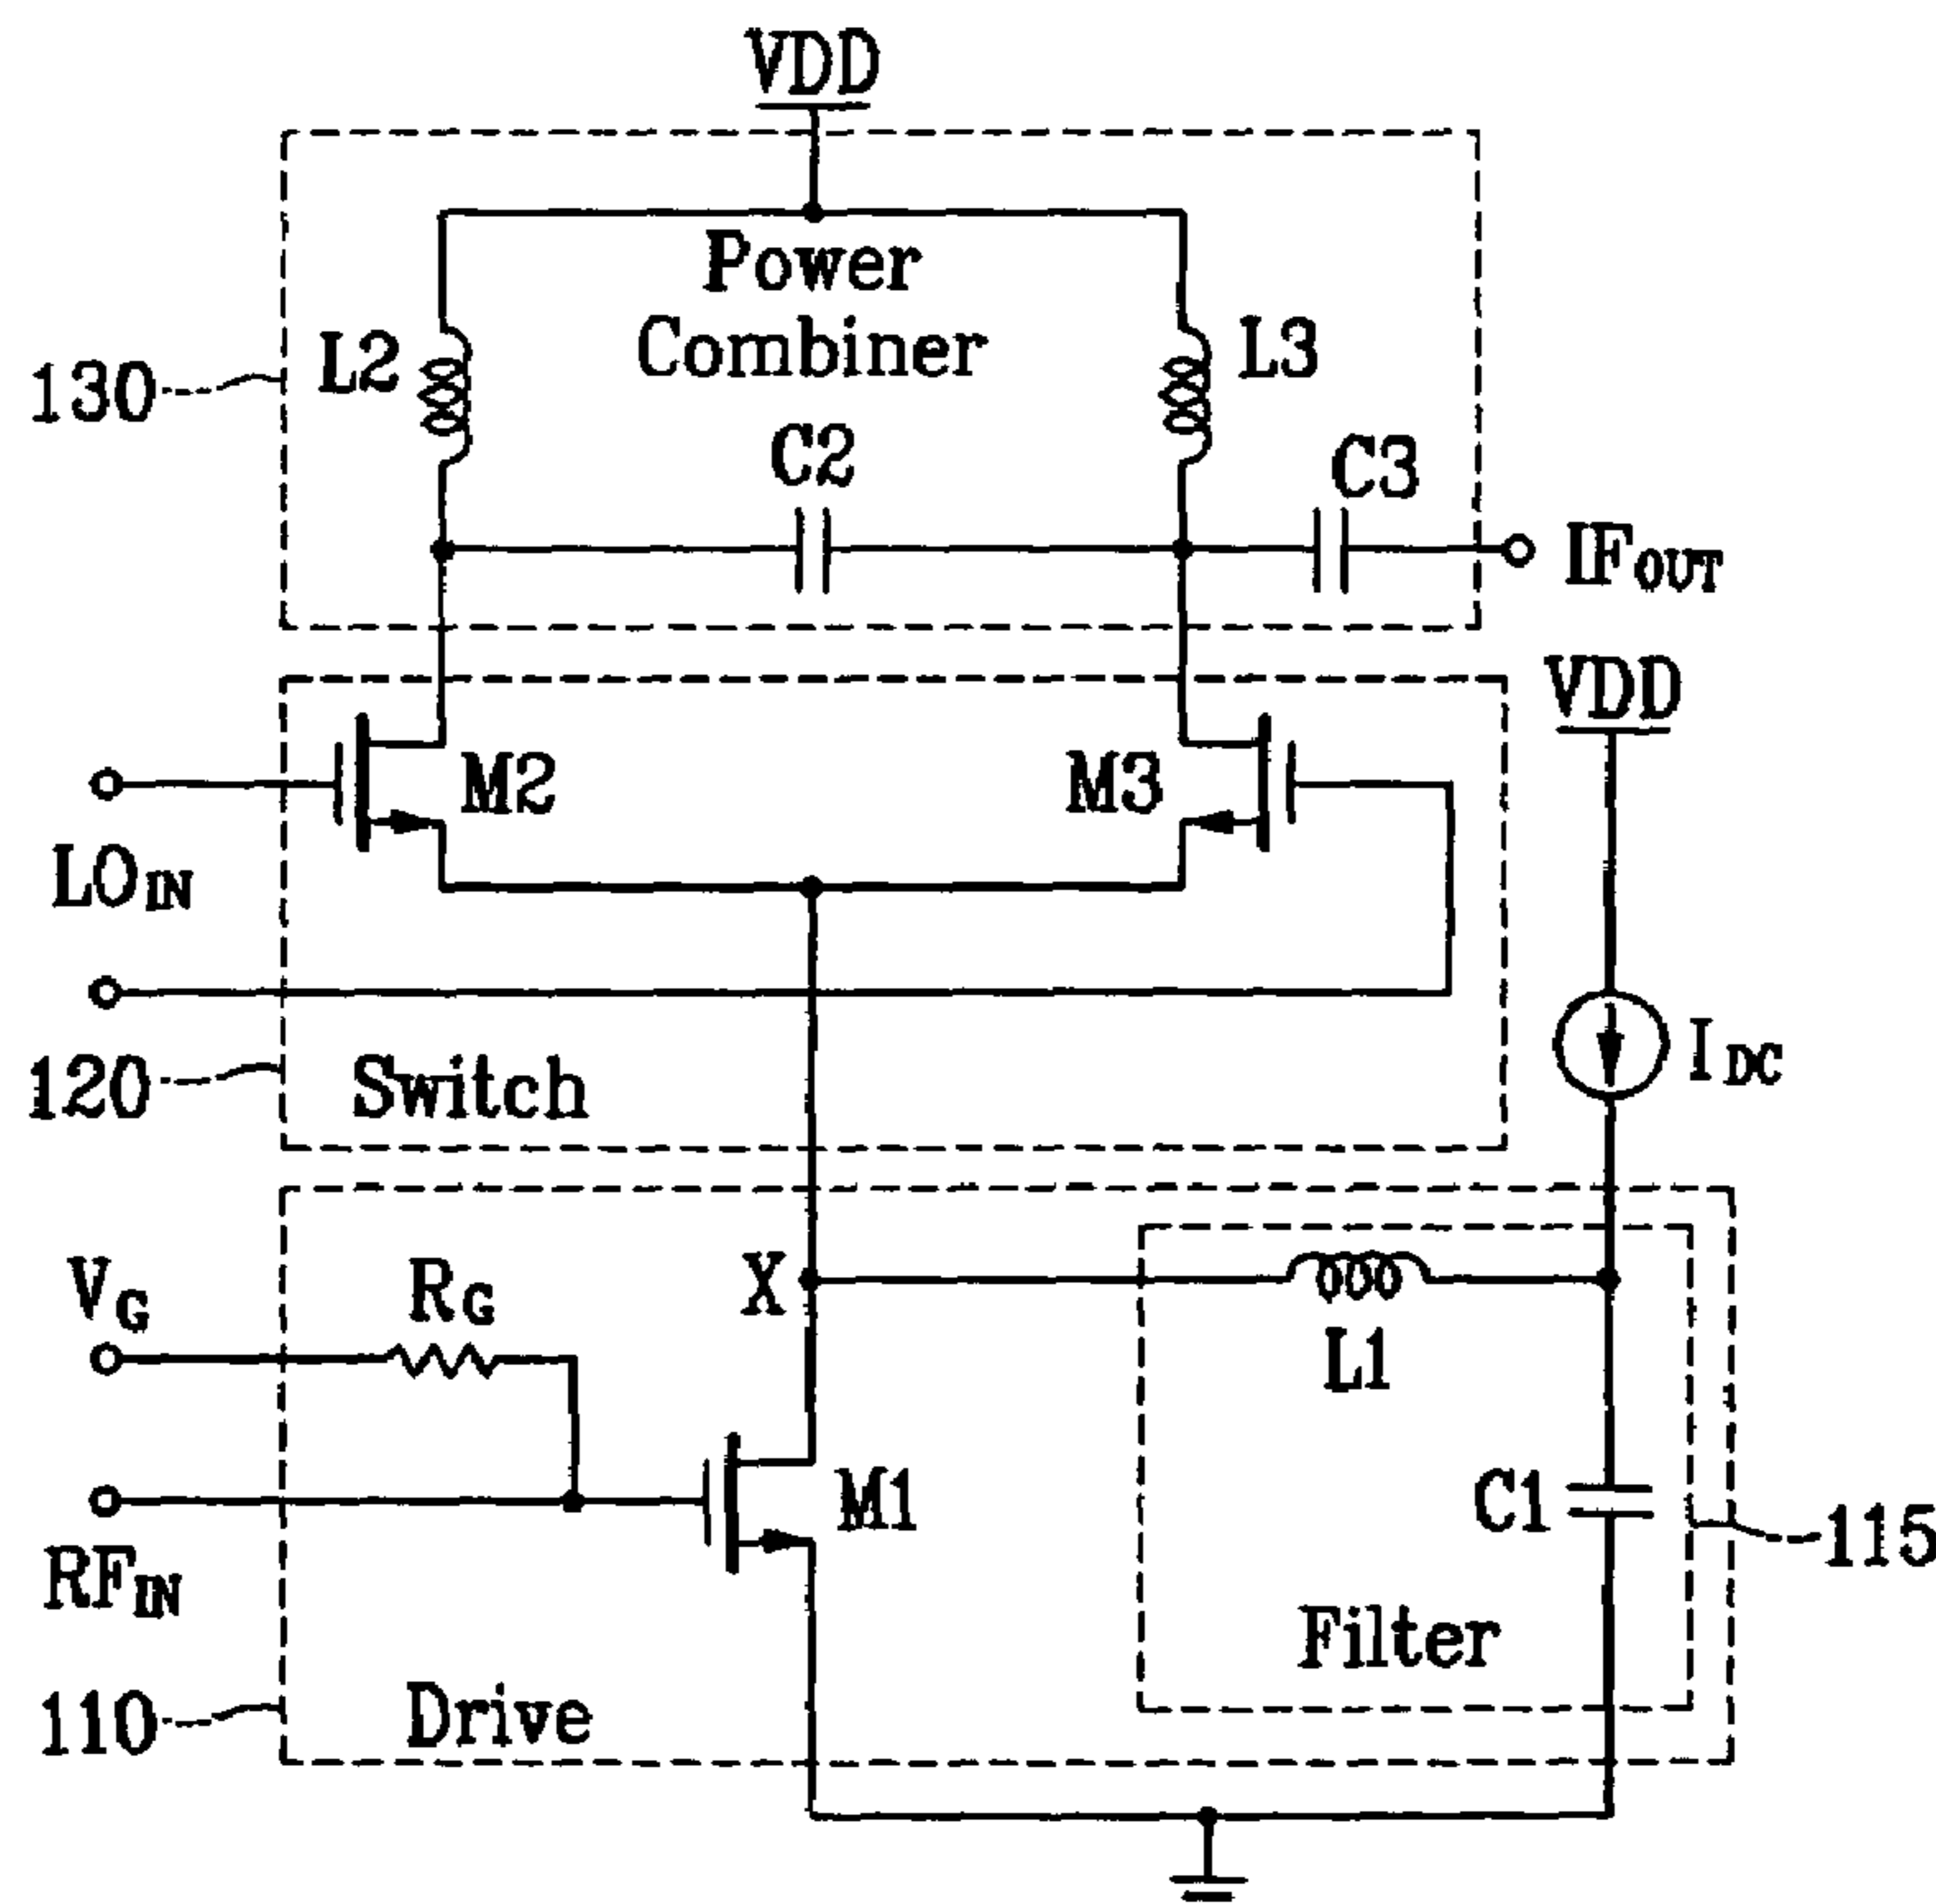 VDD
Power
Combiner
L2
L3
130
C2
C3
IFOUT
VDD
M2
M3
LOIN
IDC
120
Switch
VG
RG
X
L1
M1
C1
115
RFIN
Filter
110
Drive